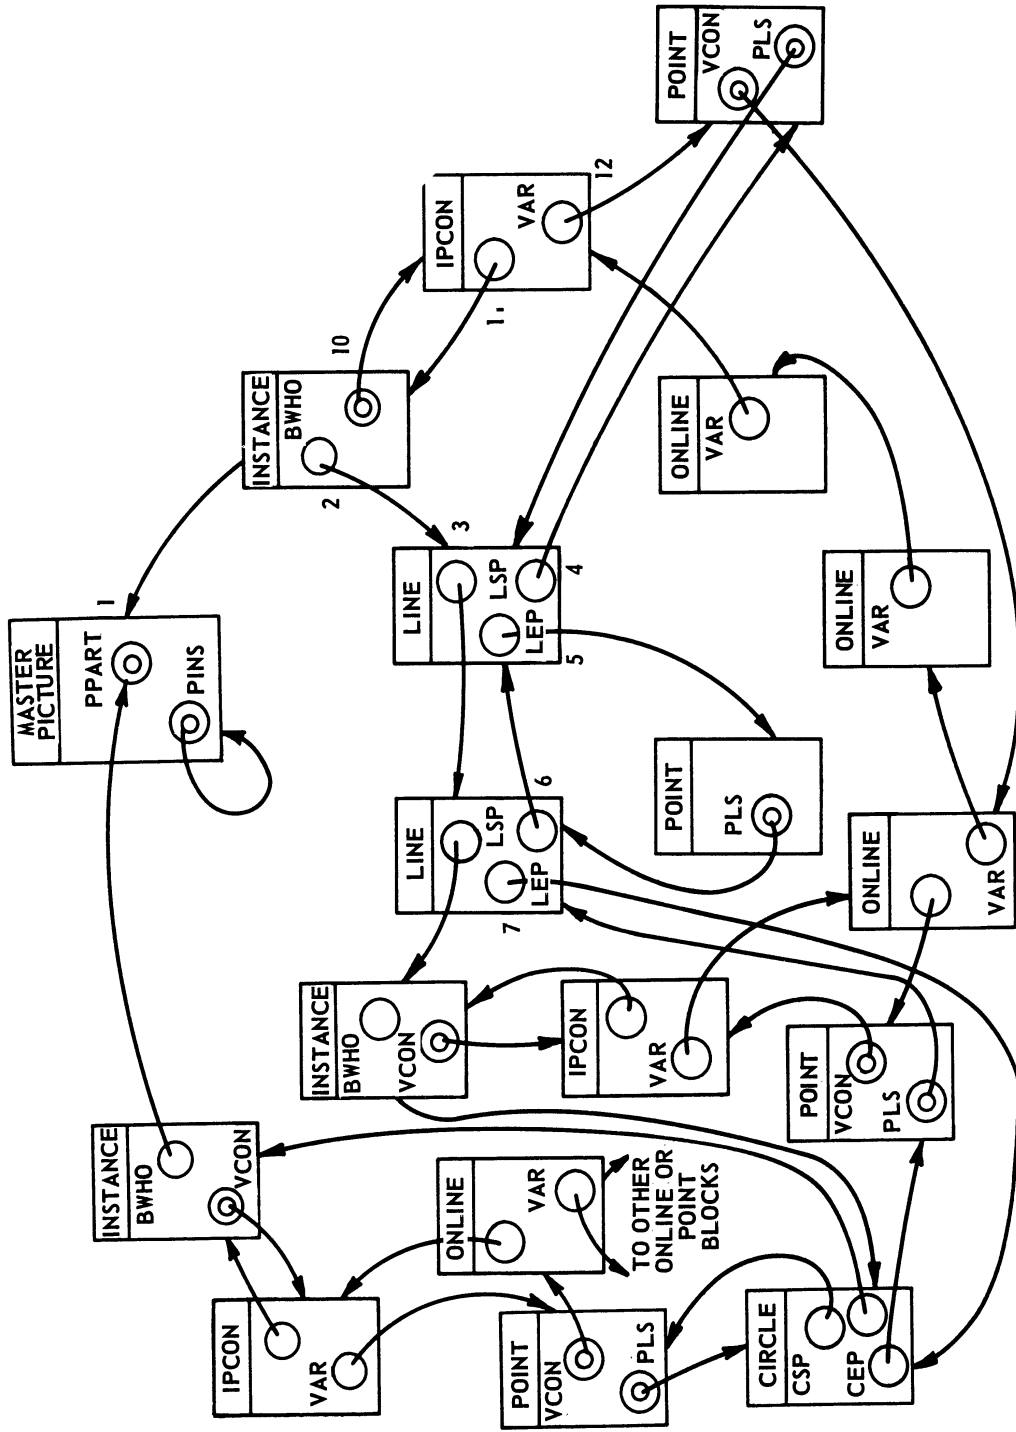 MASTER
PICTURE
PPART
1
PINS
INSTANCE
BWHO
VCON
IPCON
VAR
INSTANCE
BWHO
2
10
INSTANCE
BWHO
VCON
LINE
LSP
LEP
7
6
LINE
3
LSP
LEP
5
4
IPCON
11
VAR
12
ONLINE
VAR
TO OTHER
ONLINE OR
POINT
BLOCKS
POINT
VCON
PLS
IPCON
VAR
POINT
PLS
ONLINE
VAR
POINT
VCON
PLS
CIRCLE
CSP
CEP
POINT
VCON
PLS
ONLINE
VAR
ONLINE
VAR